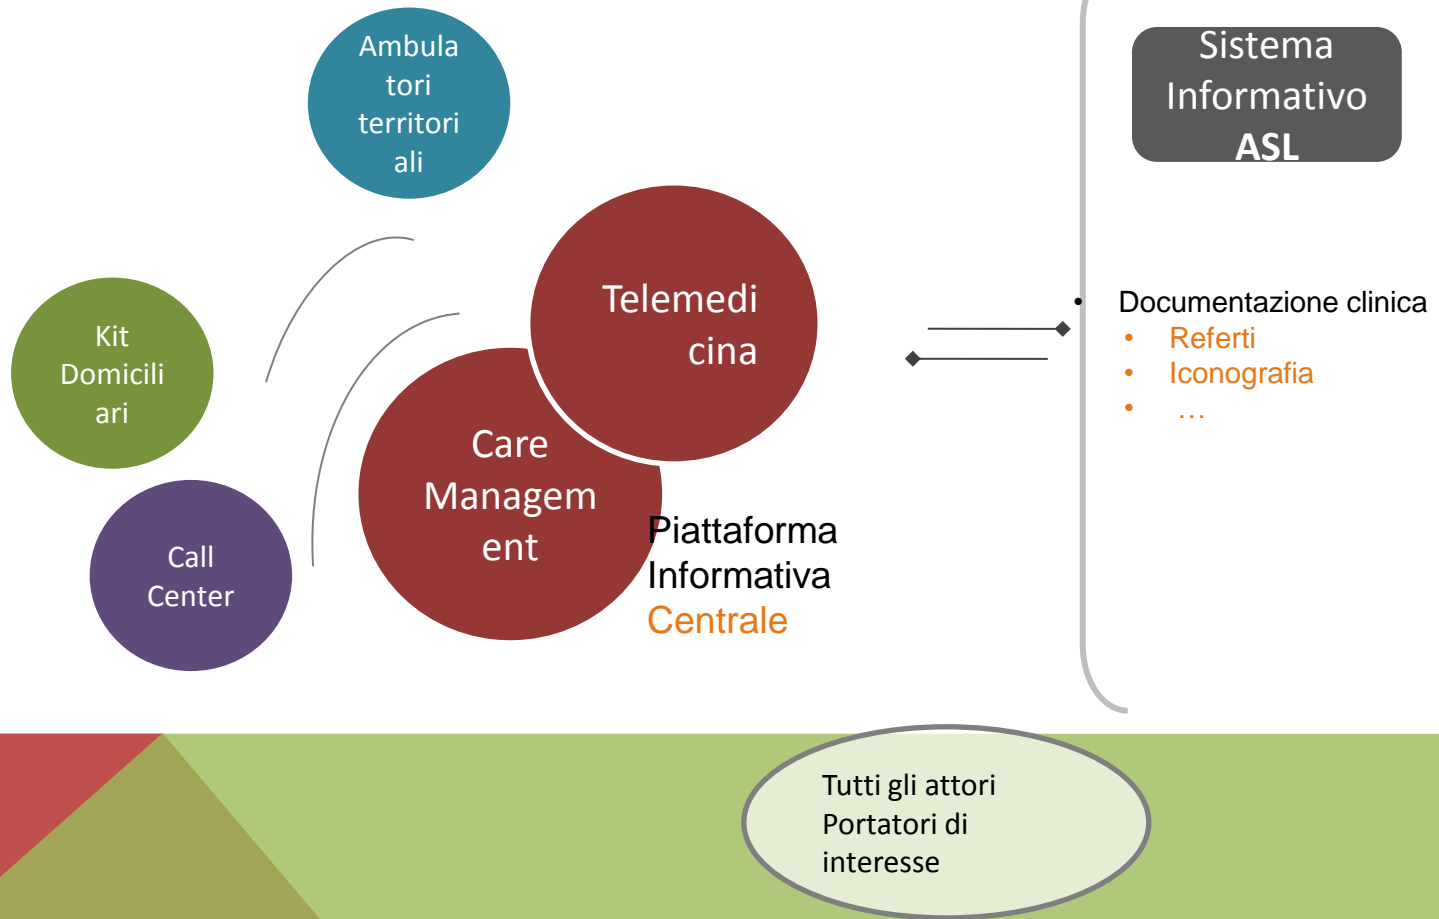 Ambula
tori
territori
ali
Kit
Domicili
ari
Call
Center
Telemedi
cina
Care
Managem
ent
Piattaforma
Informativa
Centrale
Sistema
Informativo
ASL
• Documentazione clinica
• Referti
• Iconografia
• …
Tutti gli attori
Portatori di
interesse